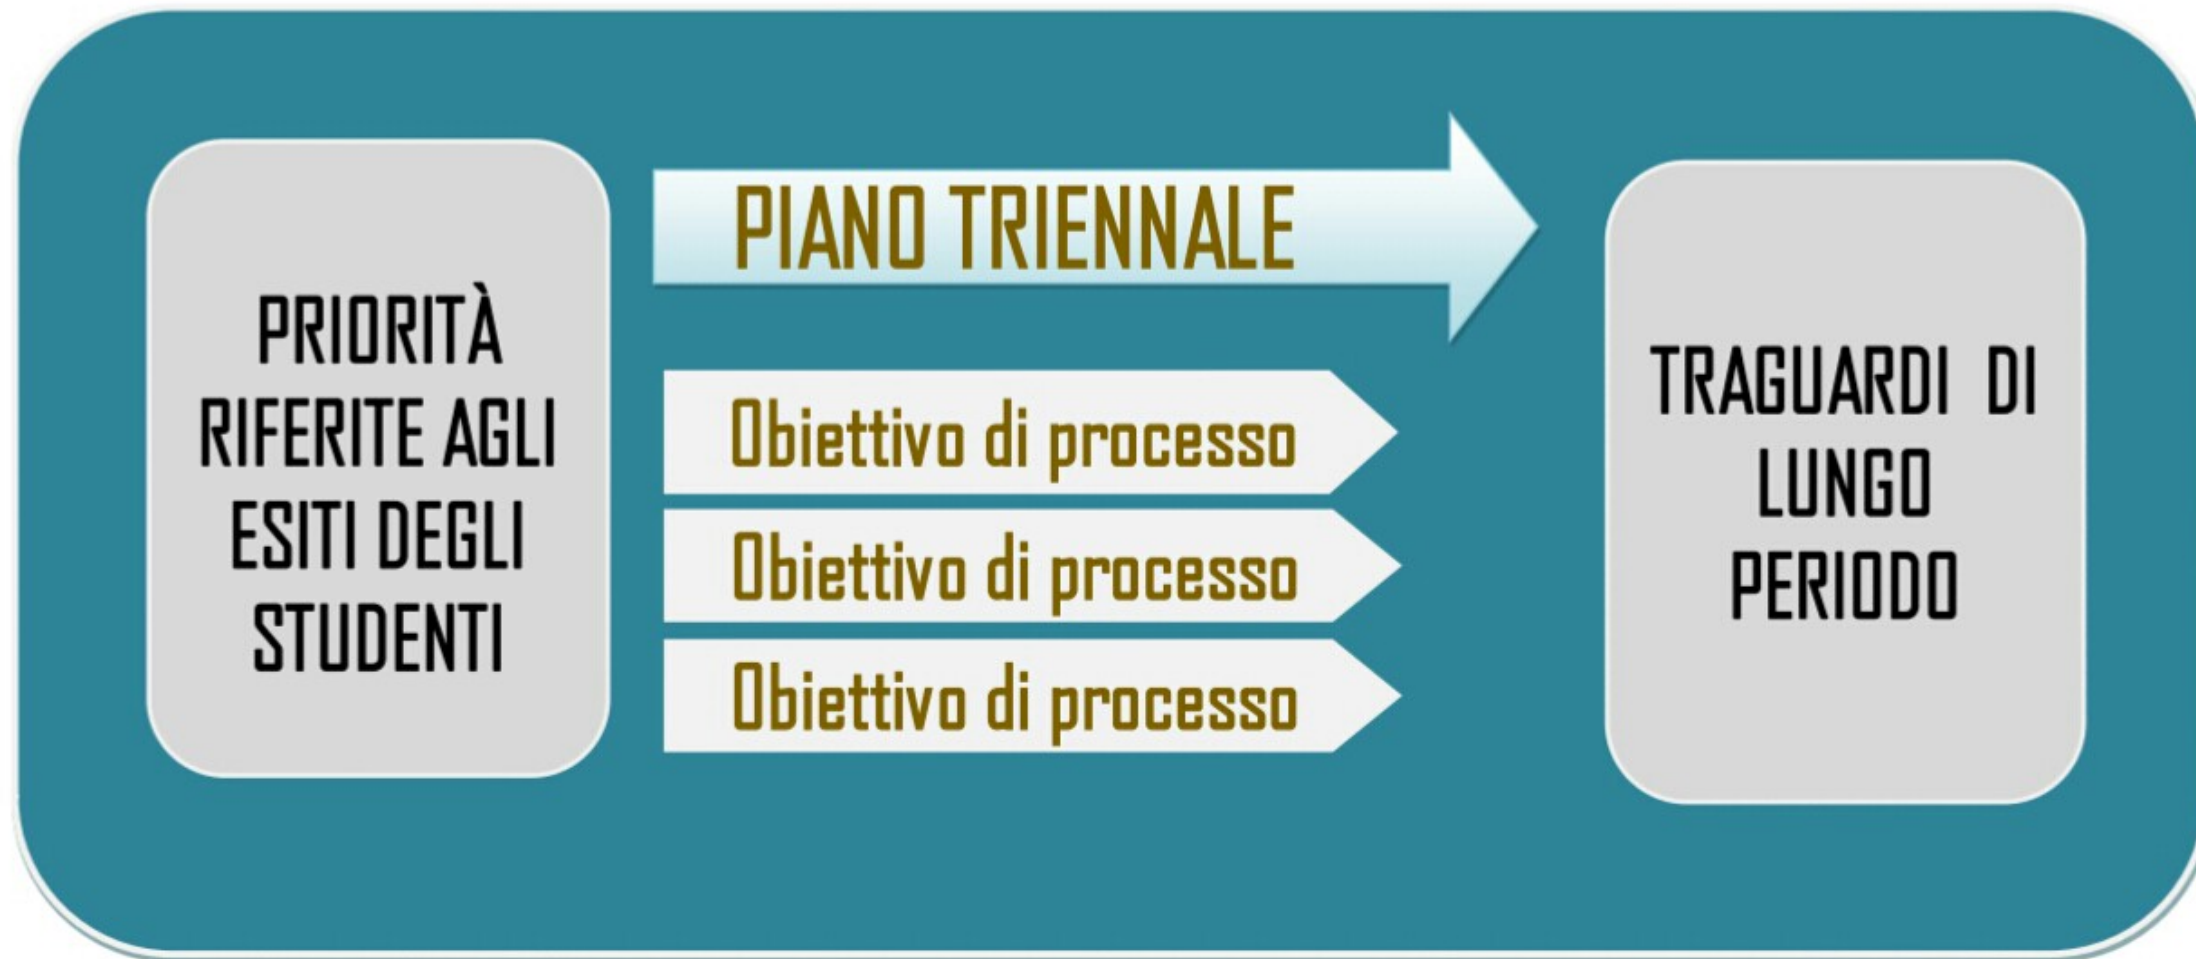 PRIORITÀ
RIFERITE AGLI
ESITI DEGLI
STUDENTI
PIANO TRIENNALE
Obiettivo di processo
Obiettivo di processo
Obiettivo di processo
TRAGUARDI DI
LUNGO
PERIODO